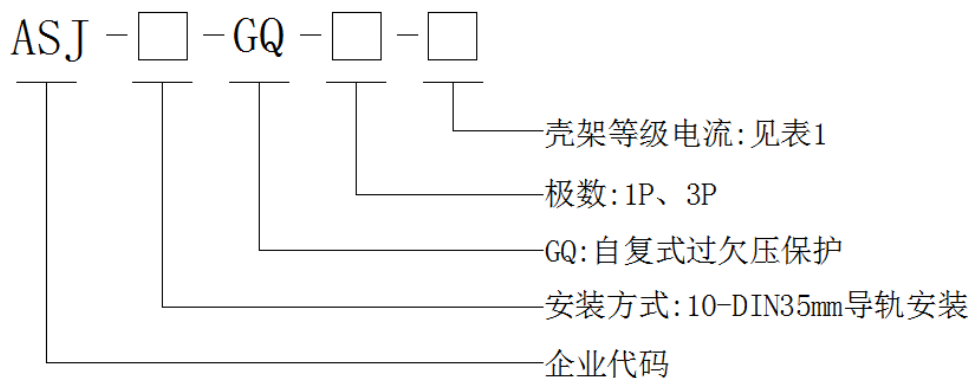 ASJ-□-GQ-□-□
壳架等级电流:见表1
极数:1P、3P
GQ:自复式过欠压保护
安装方式:10-DIN35mm导轨安装
企业代码